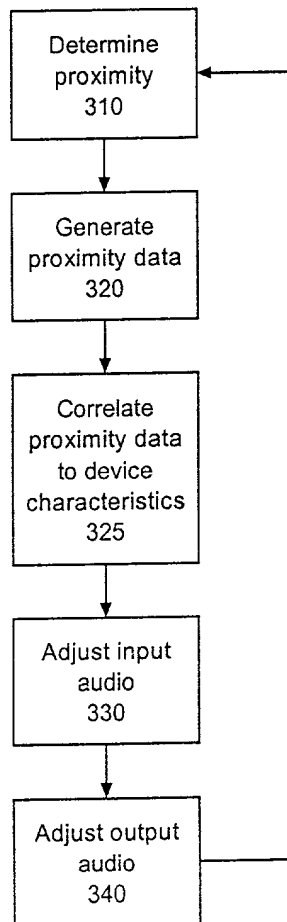 Determine
proximity
310
Generate
proximity data
320
Correlate
proximity data
to device
characteristics
325
Adjust input
audio
330
Adjust output
audio
340